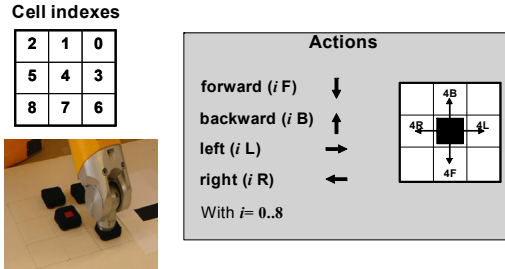 Cell indexes
2 1 0
5 4 3
8 7 6
Actions
forward (i F)
backward (i B)
left (i L)
right (i R)
With i= 0..8
4B
4R 4L
4F